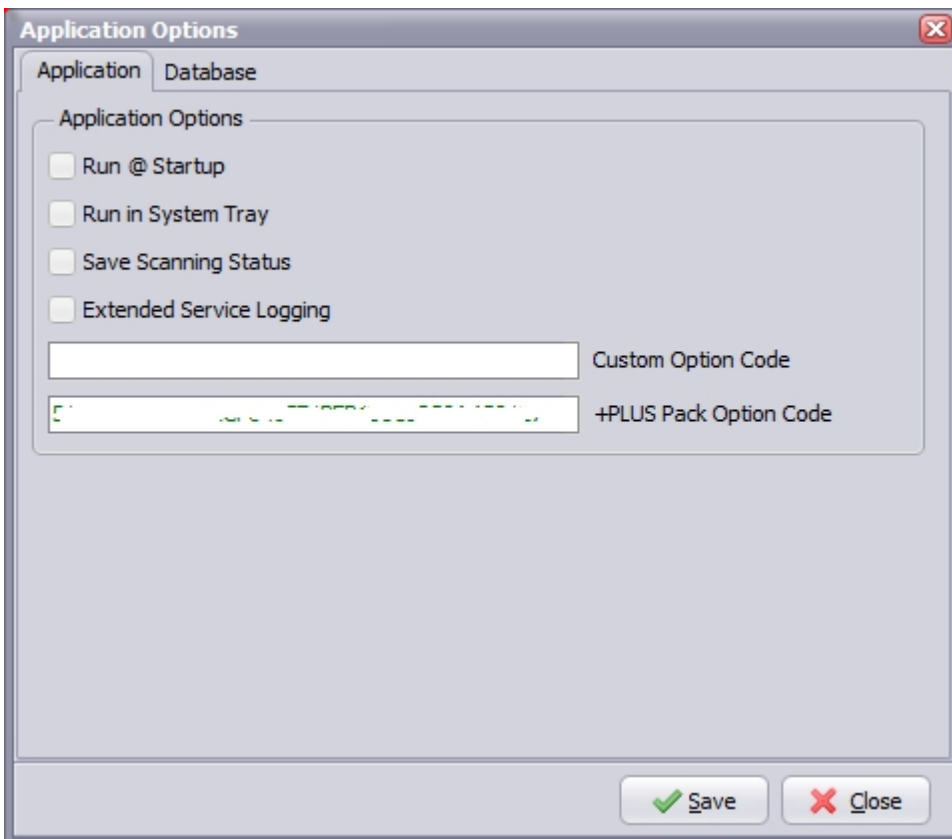 Application Options
Application Database
Application Options
Run @ Startup
Run in System Tray
Save Scanning Status
Extended Service Logging
Custom Option Code
+PLUS Pack Option Code
Save Close